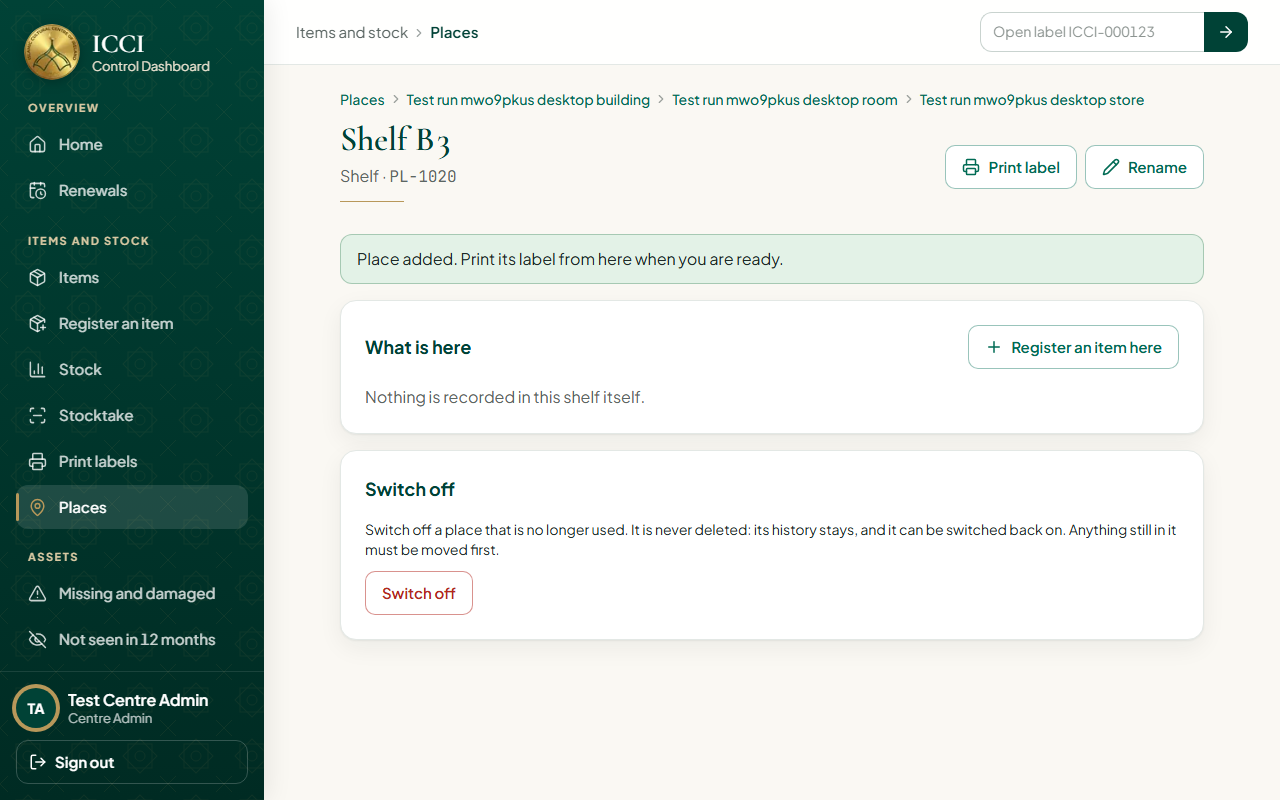 ICCI
Control Dashboard
OVERVIEW
Home
Renewals
ITEMS AND STOCK
Items
Register an item
Stock
Stocktake
Print labels
Places
ASSETS
Missing and damaged
Not seen in 12 months
TA
Test Centre Admin
Centre Admin
Sign out
Items and stock > Places
Open label ICCI-000123
Places > Test run mwo9pkus desktop building > Test run mwo9pkus desktop room > Test run mwo9pkus desktop store
Shelf B3
Shelf · PL-1020
Print label
Rename
Place added. Print its label from here when you are ready.
What is here
Register an item here
Nothing is recorded in this shelf itself.
Switch off
Switch off a place that is no longer used. It is never deleted: its history stays, and it can be switched back on. Anything still in it
must be moved first.
Switch off